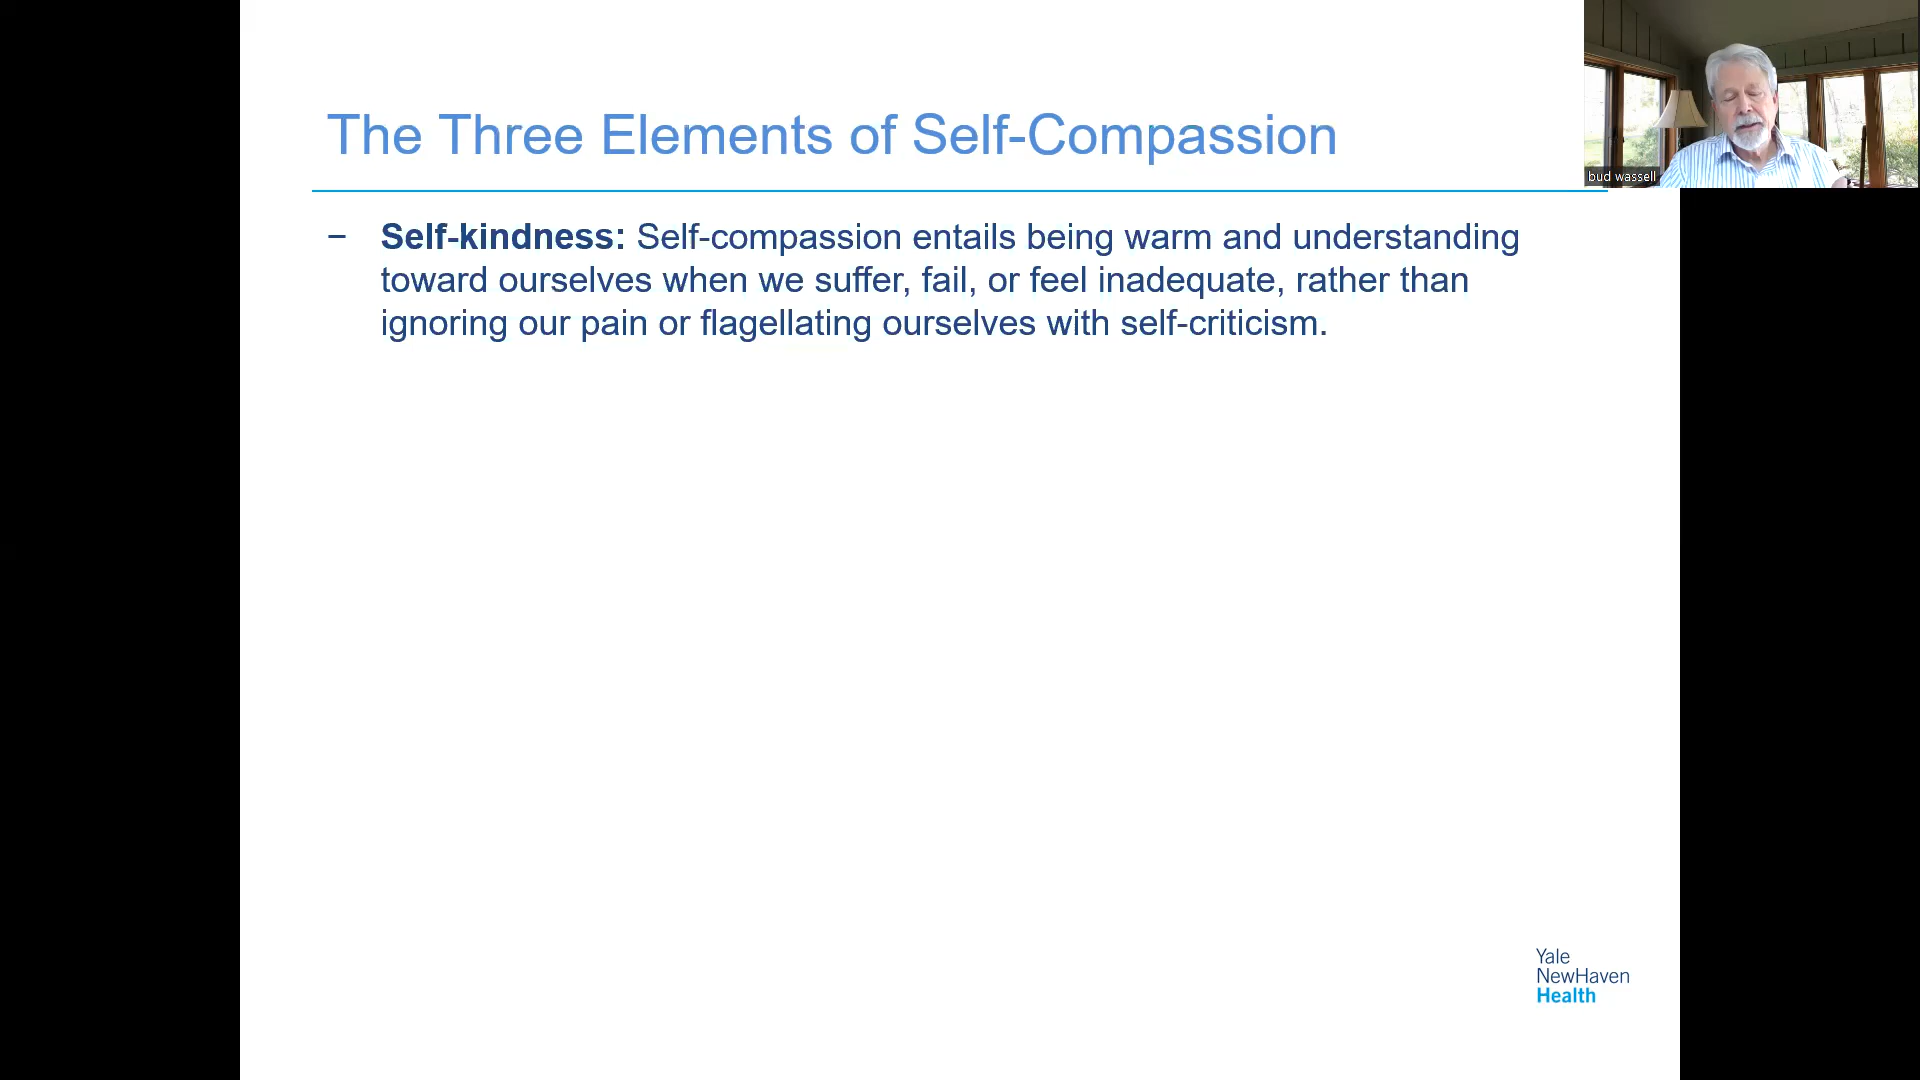 The Three Elements of Self-Compassion
bud wassell
– Self-kindness: Self-compassion entails being warm and understanding
toward ourselves when we suffer, fail, or feel inadequate, rather than
ignoring our pain or flagellating ourselves with self-criticism.
Yale
NewHaven
Health